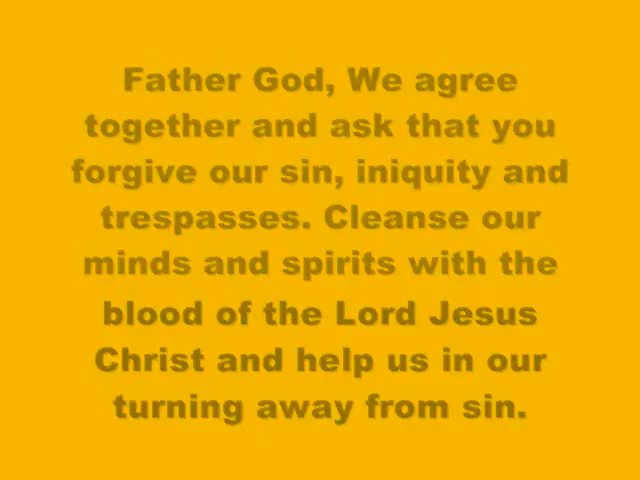 Father God, We agree
together and ask that you
forgive our sin, iniquity and
trespasses. Cleanse our
minds and spirits with the
blood of the Lord Jesus
Christ and help us in our
turning away from sin.